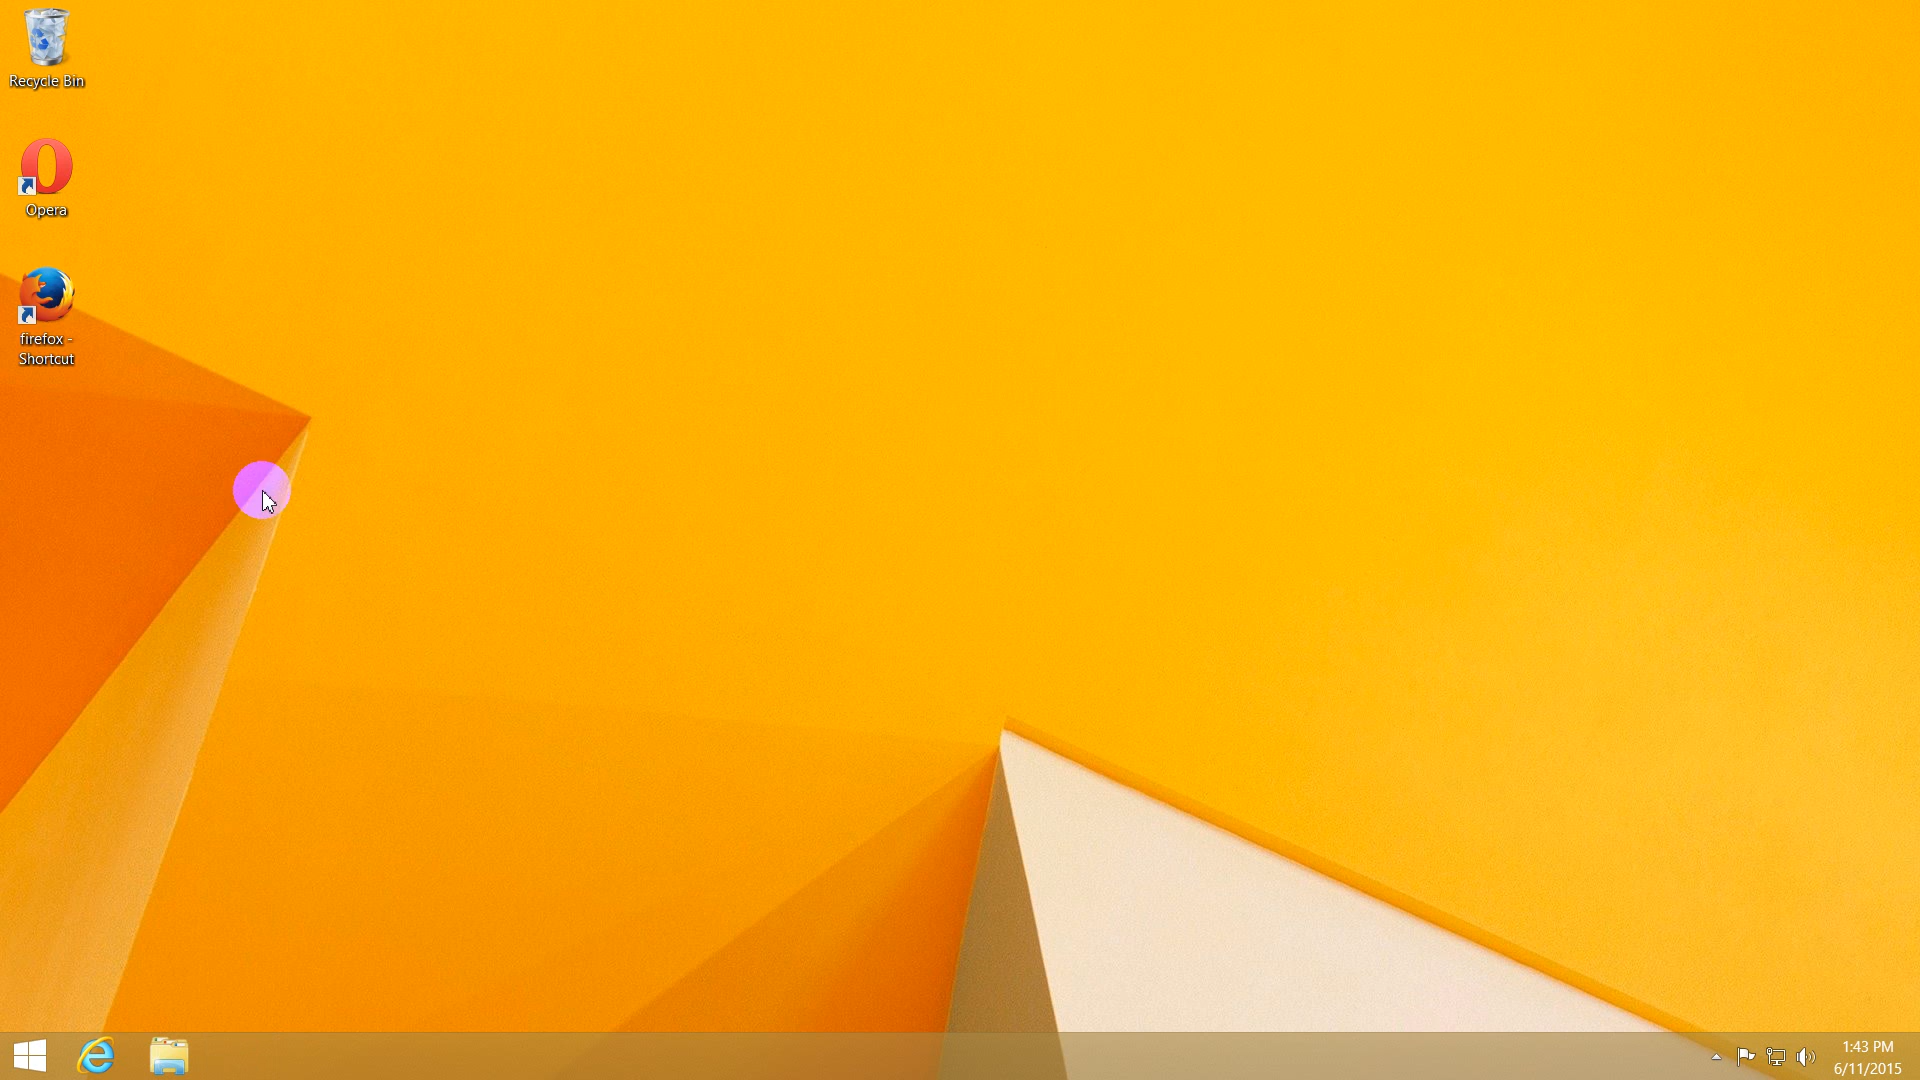 Recycle Bin
Opera
firefox -
Shortcut
1:43 PM
6/11/2015